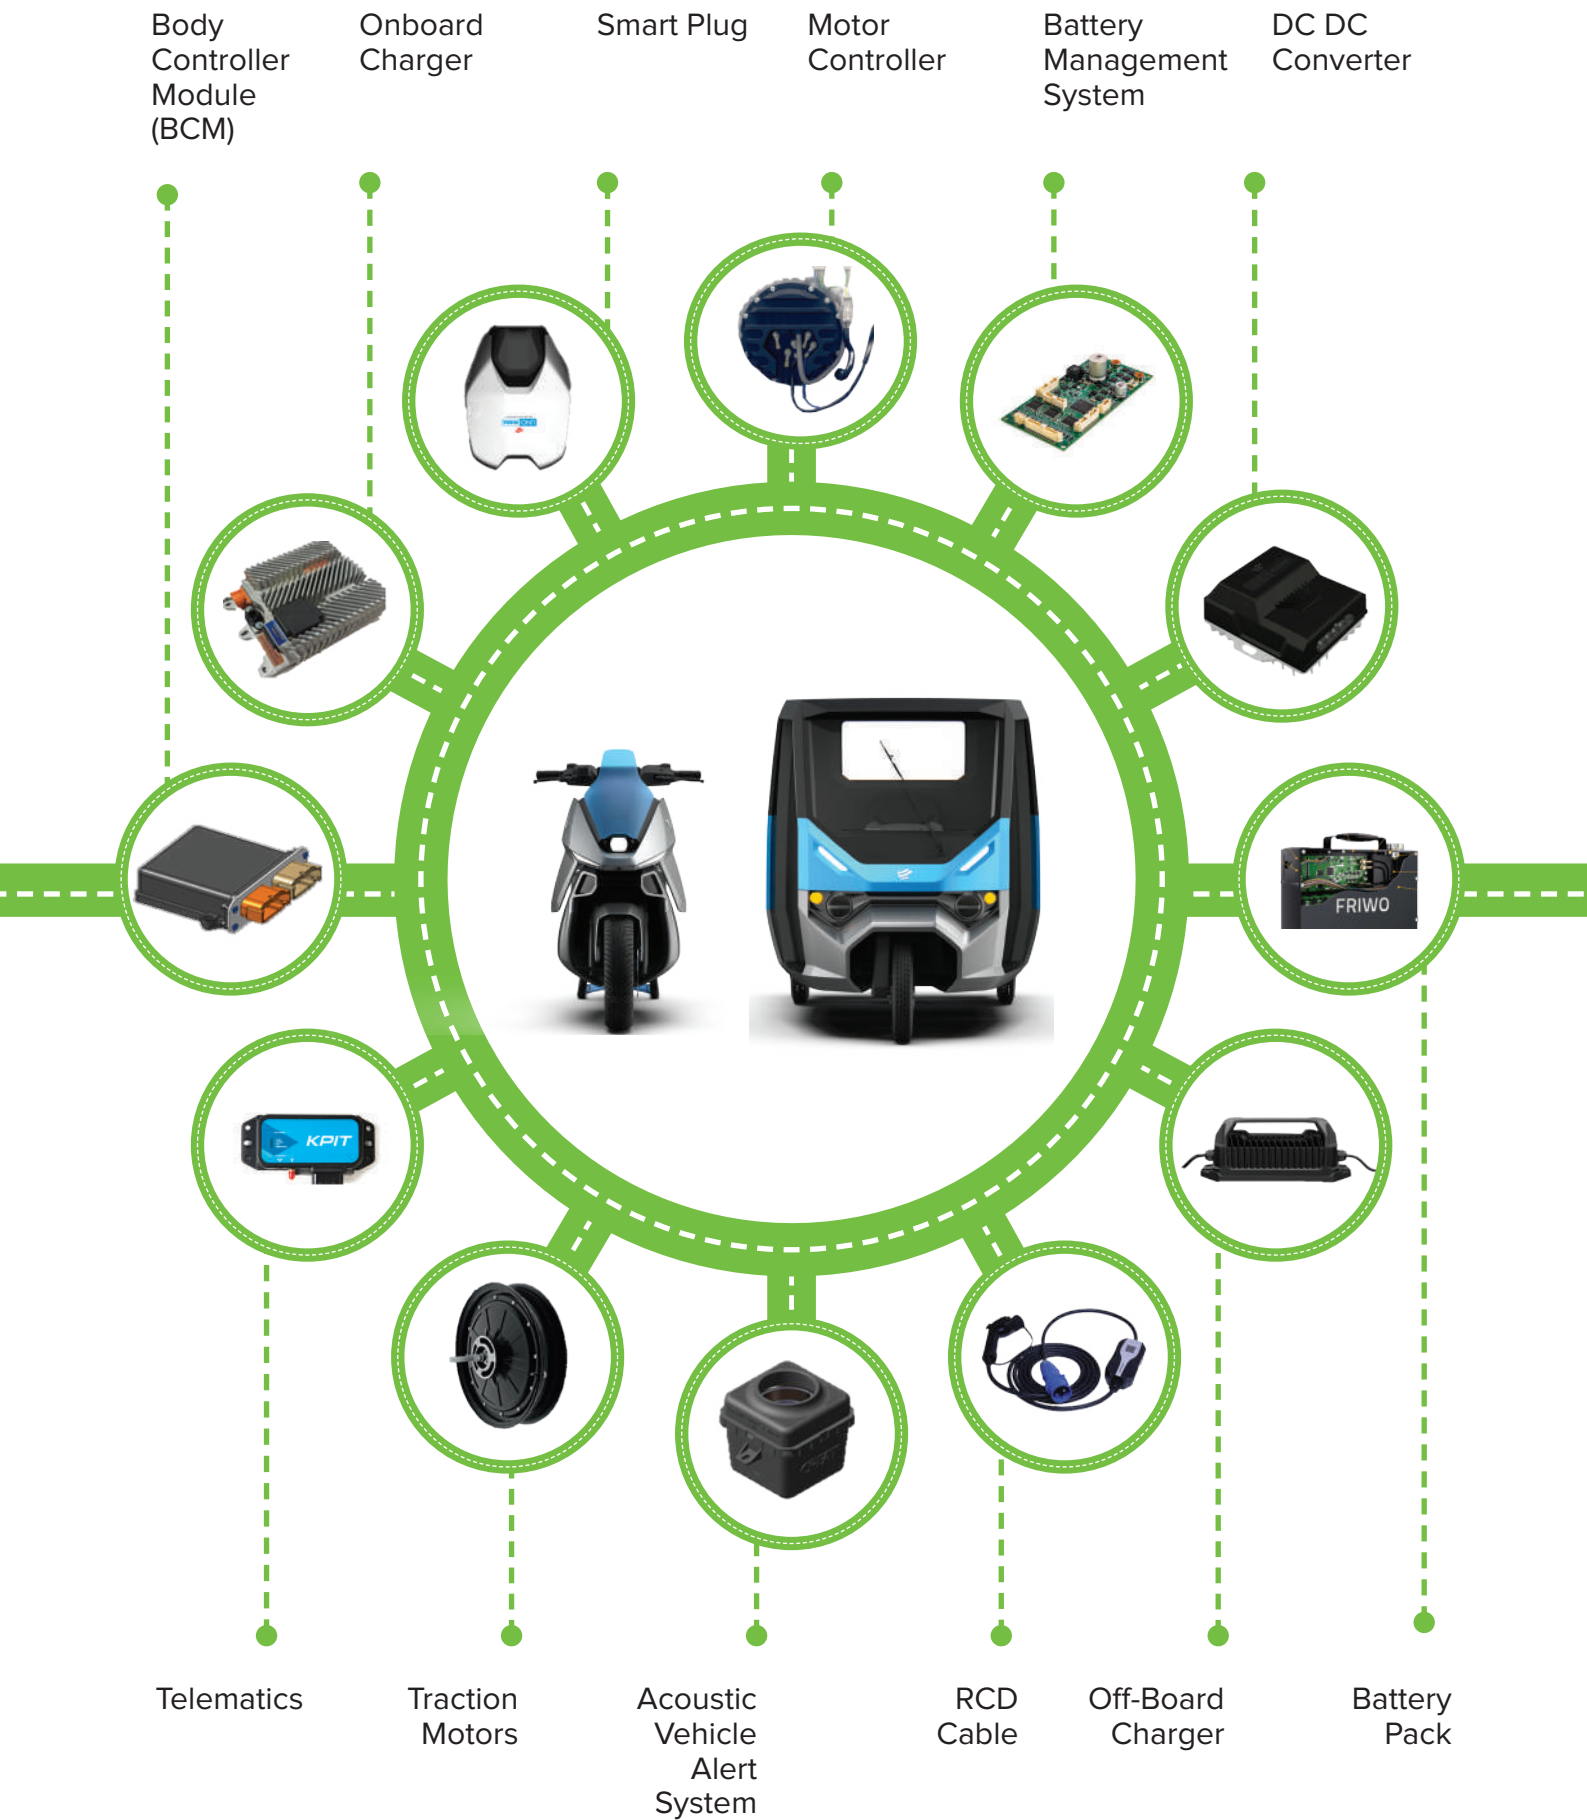 Body
Controller
Module
(BCM)
Onboard
Charger
Smart Plug
Motor
Controller
Battery
Management
System
DC DC
Converter
FRIWO
KPIT
Telematics
Traction
Motors
Acoustic
Vehicle
Alert
System
RCD
Cable
Off-Board
Charger
Battery
Pack